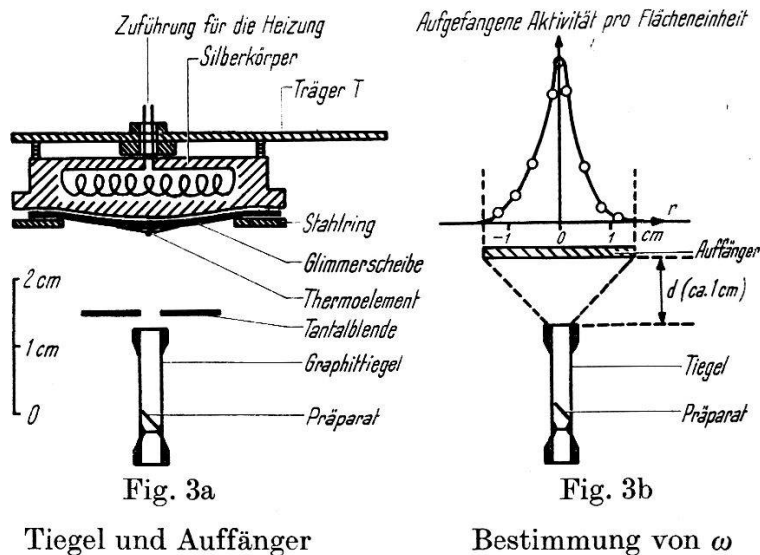 Zuführung für die Heizung
Silberkörper
Träger T
Stahlring
Glimmerscheibe
Thermoelement
Tantalblende
Graphittiegel
Präparat
2 cm
1 cm
0
Fig. 3a
Tiegel und Auffänger
Aufgefangene Aktivität pro Flächeneinheit
r
-1 0 1 cm
Auffänger
d (ca. 1 cm)
Tiegel
Präparat
Fig. 3b
Bestimmung von ω